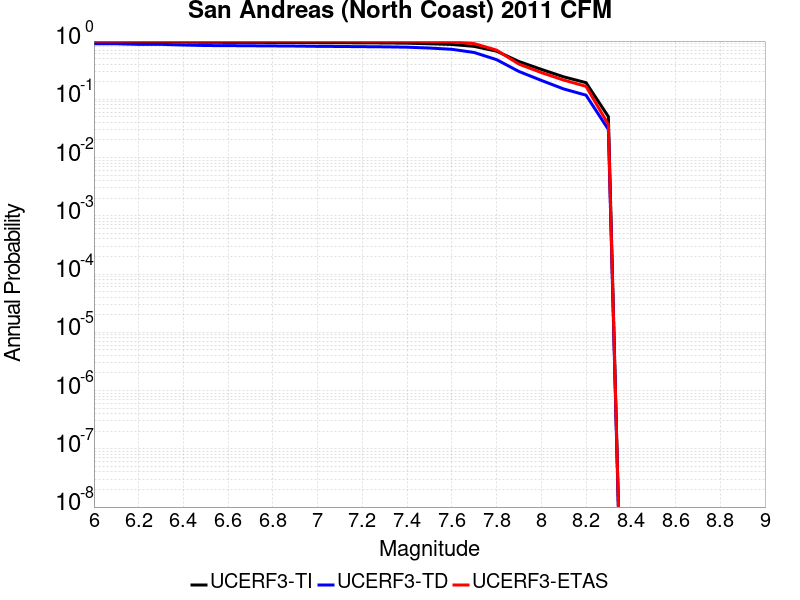 San Andreas (North Coast) 2011 CFM
10^0
10^-1
10^-2
10^-3
10^-4
10^-5
10^-6
10^-7
10^-8
Annual Probability
6 6.2 6.4 6.6 6.8 7 7.2 7.4 7.6 7.8 8 8.2 8.4 8.6 8.8 9
Magnitude
UCERF3-TI UCERF3-TD UCERF3-ETAS